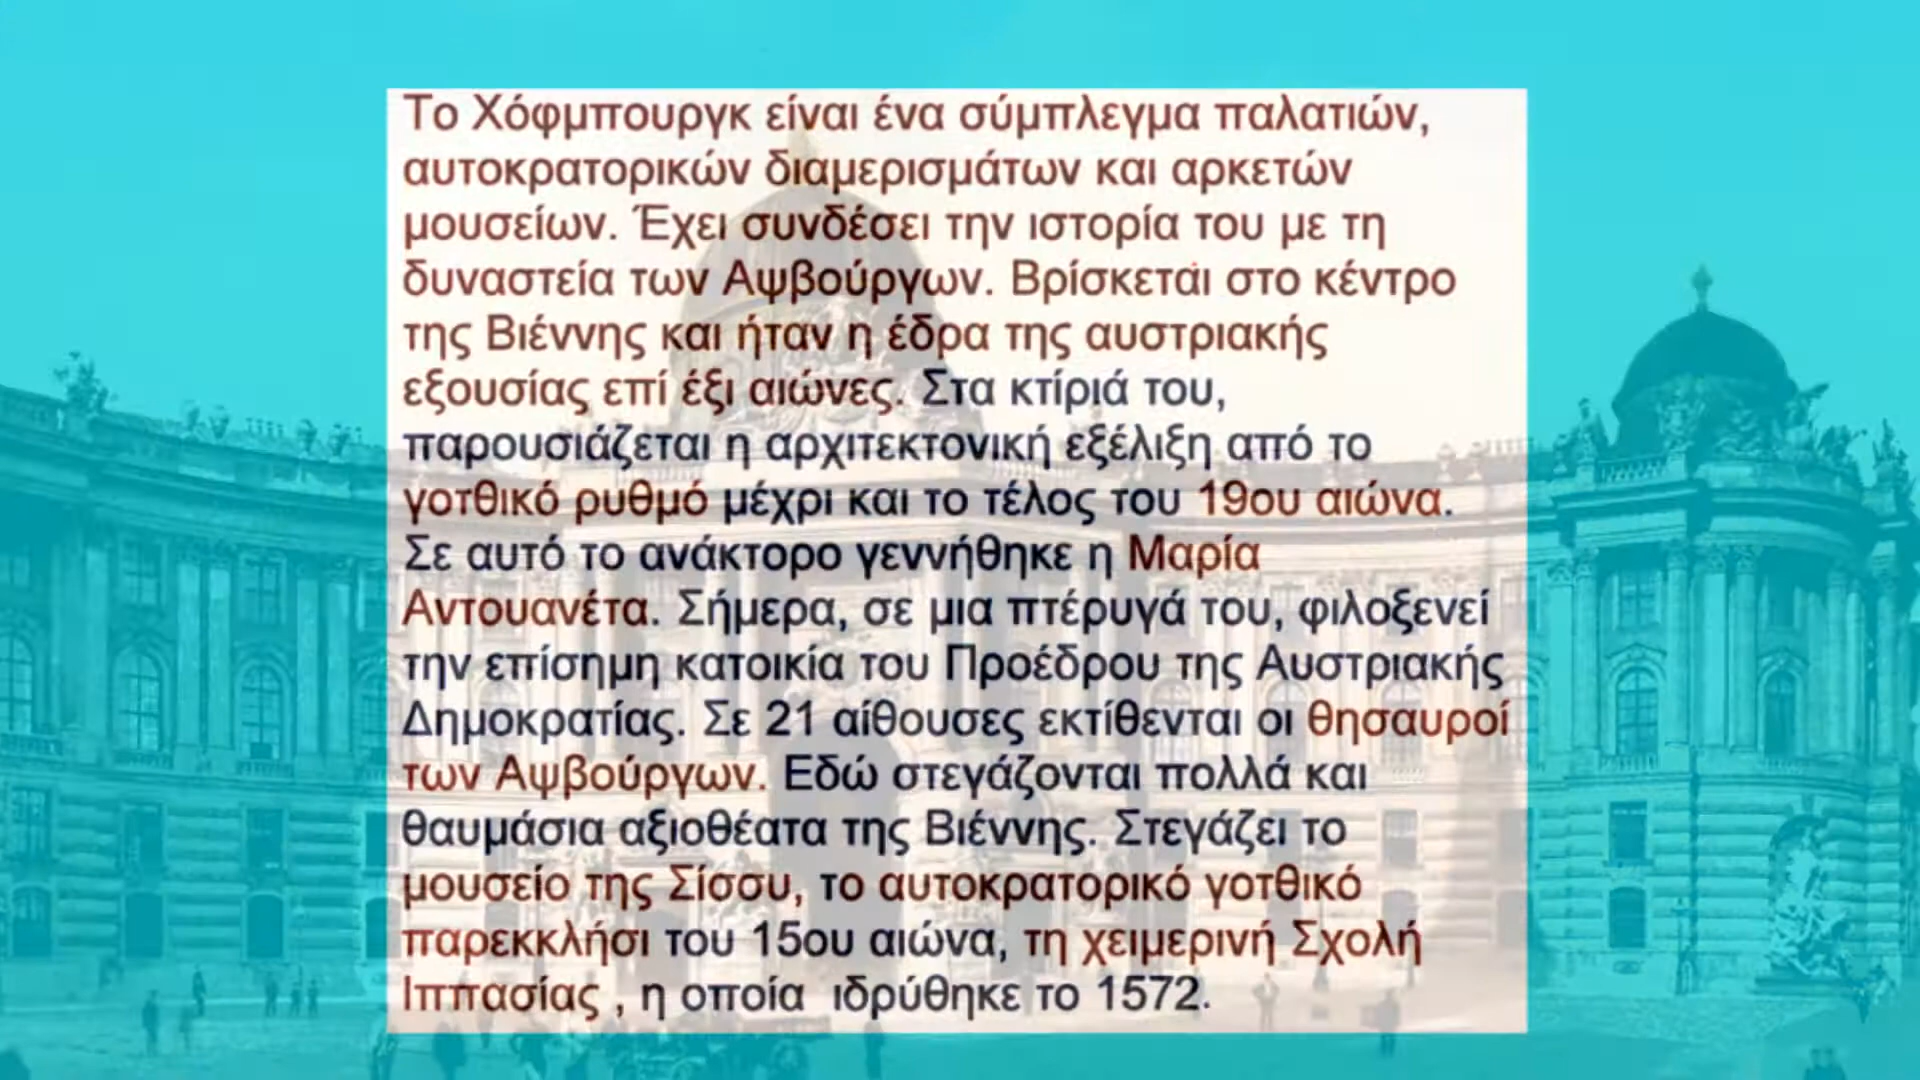 Το Χόφμπουργκ είναι ένα σύμπλεγμα παλατιών,
αυτοκρατορικών διαμερισμάτων και αρκετών
μουσείων. Έχει συνδέσει την ιστορία του με τη
δυναστεία των Αψβούργων. Βρίσκεται στο κέντρο
της Βιέννης και ήταν η έδρα της αυστριακής
εξουσίας επί έξι αιώνες. Στα κτίριά του,
παρουσιάζεται η αρχιτεκτονική εξέλιξη από το
γοτθικό ρυθμό μέχρι και το τέλος του 19ου αιώνα.
Σε αυτό το ανάκτορο γεννήθηκε η Μαρία
Αντουανέτα. Σήμερα, σε μια πτέρυγά του, φιλοξενεί
την επίσημη κατοικία του Προέδρου της Αυστριακής
Δημοκρατίας. Σε 21 αίθουσες εκτίθενται οι θησαυροί
των Αψβούργων. Εδώ στεγάζονται πολλά και
θαυμάσια αξιοθέατα της Βιέννης. Στεγάζει το
μουσείο της Σίσσυ, το αυτοκρατορικό γοτθικό
παρεκκλήσι του 15ου αιώνα, τη χειμερινή Σχολή
Ιππασίας , η οποία ιδρύθηκε το 1572.